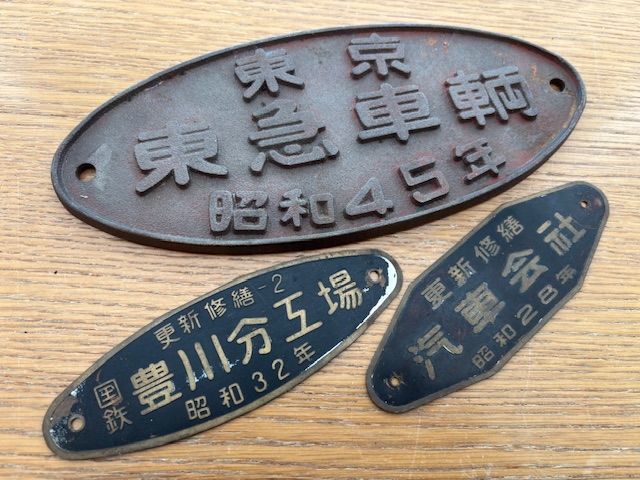 東京
東急車輌
昭和45年
更新修繕-2
国鉄
豊川分工場
昭和32年
更新修繕
汽車会社
昭和28年